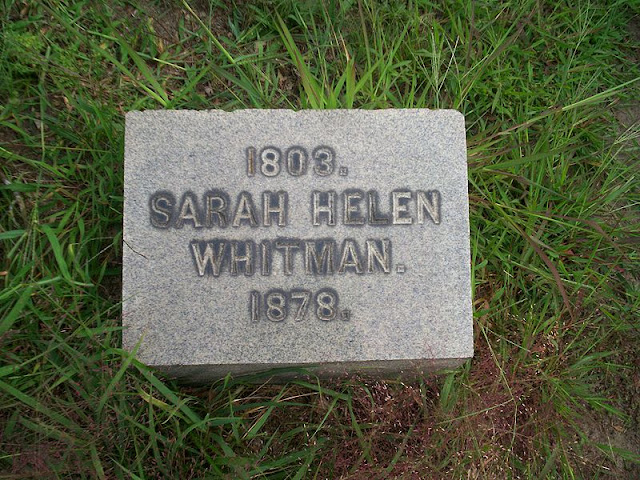 1803.
SARAH HELEN
WHITMAN.
1878.